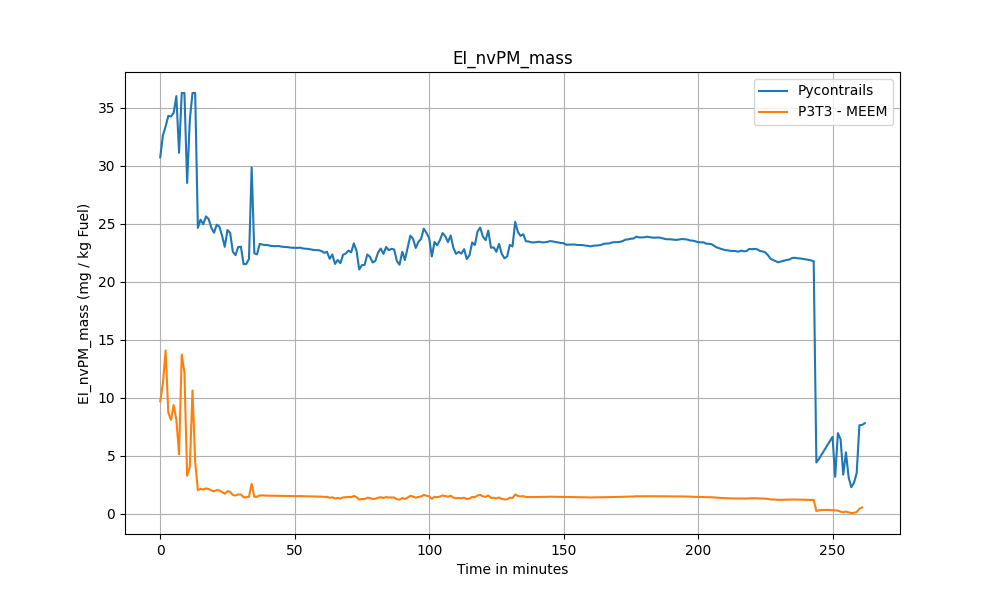 EI_nvPM_mass
Pycontrails
P3T3 - MEEM
EI_nvPM_mass (mg / kg Fuel)
35
30
25
20
15
10
5
0
0 50 100 150 200 250
Time in minutes